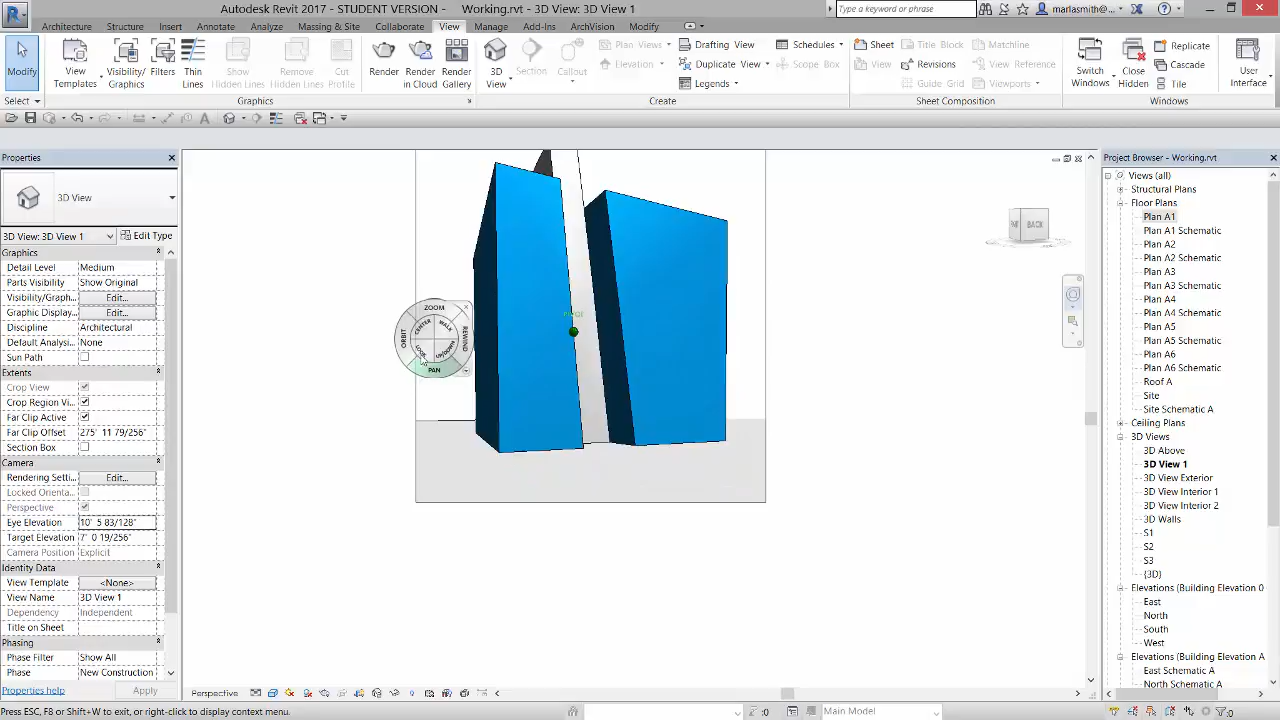 Autodesk Revit 2017 - STUDENT VERSION - Working.rvt - 3D View: 3D View 1
Type a keyword or phrase
marlasmith@...
Architecture Structure Insert Annotate Analyze Massing & Site Collaborate View Manage Add-Ins ArchVision Modify
Modify
View Templates
Visibility/ Graphics
Filters
Thin Lines
Show Hidden Lines
Remove Hidden Lines
Cut Profile
Render
Render in Cloud
Render Gallery
3D View
Section
Callout
Plan Views
Elevation
Drafting View
Duplicate View
Legends
Schedules
Scope Box
Sheet
View
Title Block
Revisions
Guide Grid
Matchline
View Reference
Viewports
Switch Windows
Close Hidden
Replicate
Cascade
Tile
User Interface
Select Graphics Create Sheet Composition Windows
Properties
3D View
3D View: 3D View 1 Edit Type
Graphics
Detail Level Medium
Parts Visibility Show Original
Visibility/Graph... Edit...
Graphic Display... Edit...
Discipline Architectural
Default Analysi... None
Sun Path
Extents
Crop View
Crop Region Vi...
Far Clip Active
Far Clip Offset 275' 11 79/256"
Section Box
Camera
Rendering Setti... Edit...
Locked Orienta...
Perspective
Eye Elevation 10' 5 83/128"
Target Elevation 7' 0 19/256"
Camera Position Explicit
Identity Data
View Template <None>
View Name 3D View 1
Dependency Independent
Title on Sheet
Phasing
Phase Filter Show All
Phase New Construction
Properties help Apply
ZOOM
ORBIT
REWIND
PAN
CENTER
WALK
LOOK
UP/DOWN
PIVOT
BACK
Project Browser - Working.rvt
Views (all)
Structural Plans
Floor Plans
Plan A1
Plan A1 Schematic
Plan A2
Plan A2 Schematic
Plan A3
Plan A3 Schematic
Plan A4
Plan A4 Schematic
Plan A5
Plan A5 Schematic
Plan A6
Plan A6 Schematic
Roof A
Site
Site Schematic A
Ceiling Plans
3D Views
3D Above
3D View 1
3D View Exterior
3D View Interior 1
3D View Interior 2
3D Walls
S1
S2
S3
{3D}
Elevations (Building Elevation 0
East
North
South
West
Elevations (Building Elevation A
East Schematic A
North Schematic A
Perspective
Press ESC, F8 or Shift+W to exit, or right-click to display context menu.
:0
Main Model
:0